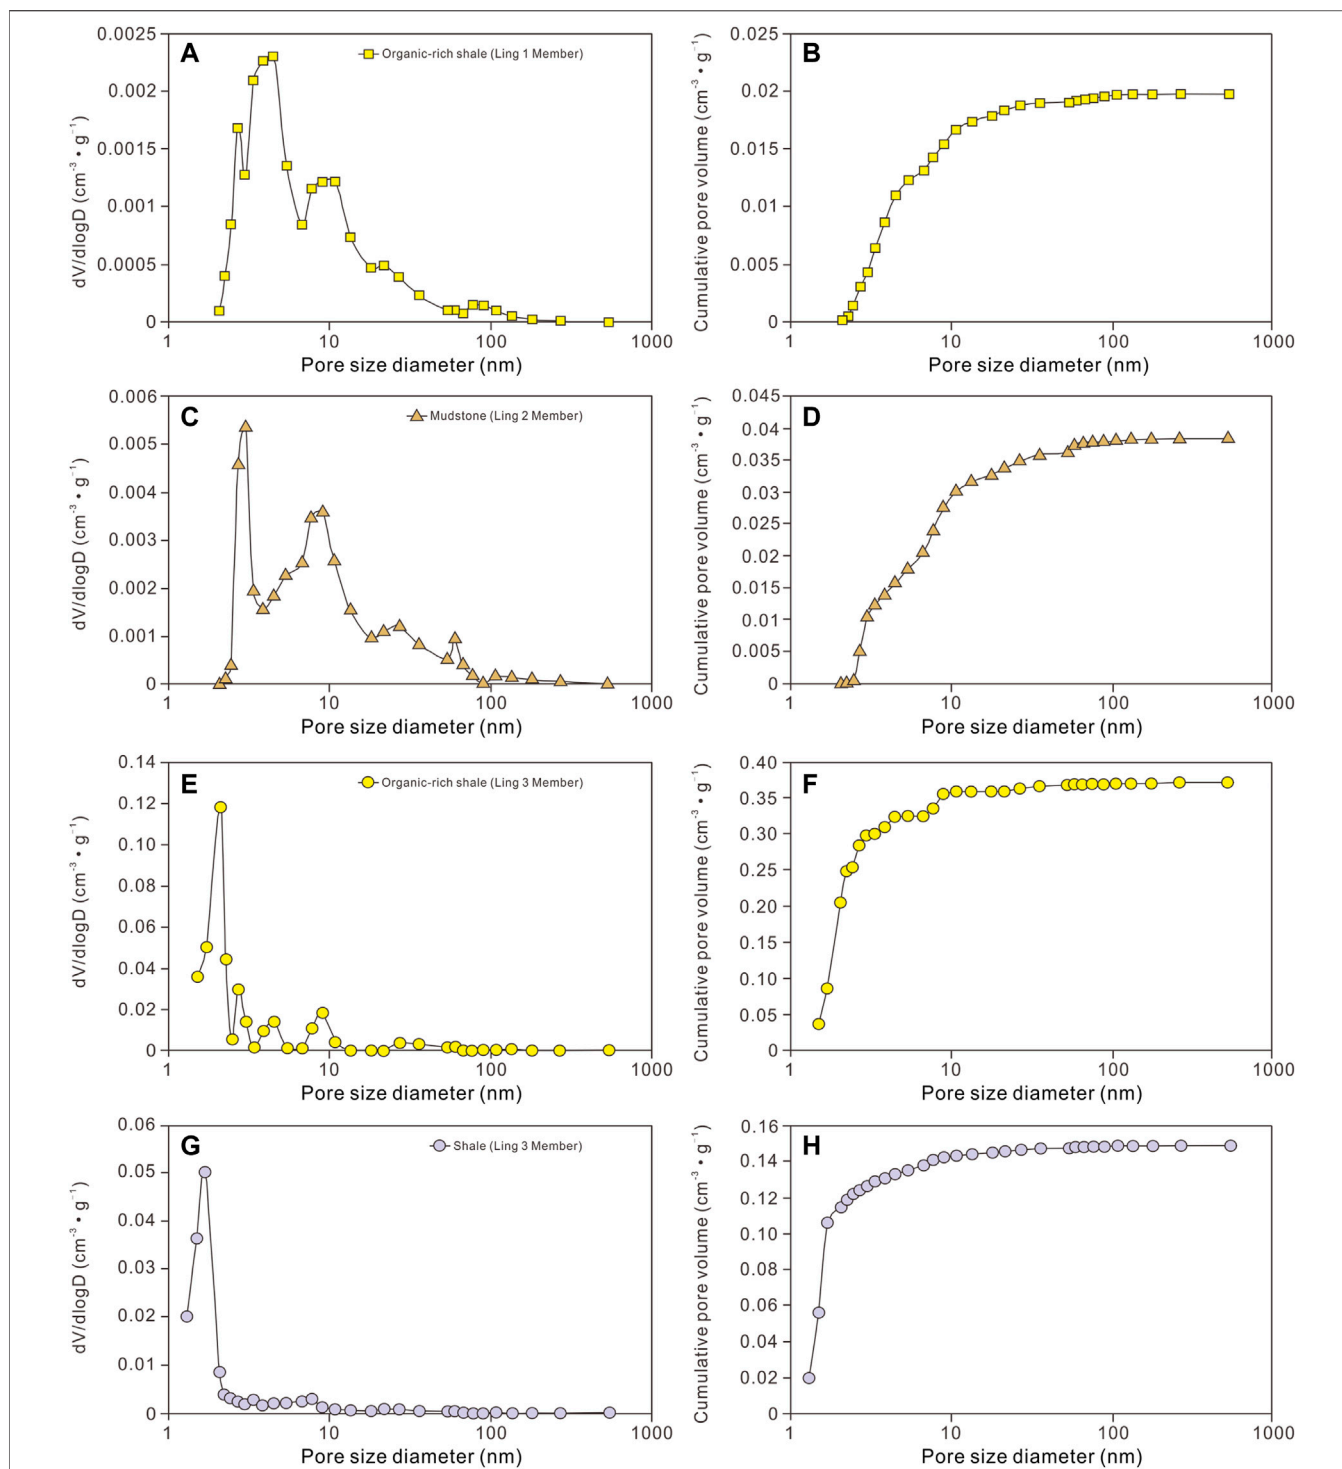 A
Organic-rich shale (Ling 1 Member)
dV/dlogD (cm⁻³ • g⁻¹)
0.0025
0.002
0.0015
0.001
0.0005
0
1 10 100 1000
Pore size diameter (nm)
B
Cumulative pore volume (cm⁻³ • g⁻¹)
0.025
0.020
0.015
0.01
0.005
0
1 10 100 1000
Pore size diameter (nm)
C
Mudstone (Ling 2 Member)
dV/dlogD (cm⁻³ • g⁻¹)
0.006
0.005
0.004
0.003
0.002
0.001
0
1 10 100 1000
Pore size diameter (nm)
D
Cumulative pore volume (cm⁻³ • g⁻¹)
0.045
0.04
0.035
0.03
0.025
0.02
0.015
0.01
0.005
0
1 10 100 1000
Pore size diameter (nm)
E
Organic-rich shale (Ling 3 Member)
dV/dlogD (cm⁻³ • g⁻¹)
0.14
0.12
0.10
0.08
0.06
0.04
0.02
0
1 10 100 1000
Pore size diameter (nm)
F
Cumulative pore volume (cm⁻³ • g⁻¹)
0.40
0.35
0.30
0.25
0.20
0.15
0.10
0.05
0
1 10 100 1000
Pore size diameter (nm)
G
Shale (Ling 3 Member)
dV/dlogD (cm⁻³ • g⁻¹)
0.06
0.05
0.04
0.03
0.02
0.01
0
1 10 100 1000
Pore size diameter (nm)
H
Cumulative pore volume (cm⁻³ • g⁻¹)
0.16
0.14
0.12
0.10
0.08
0.06
0.04
0.02
0
1 10 100 1000
Pore size diameter (nm)